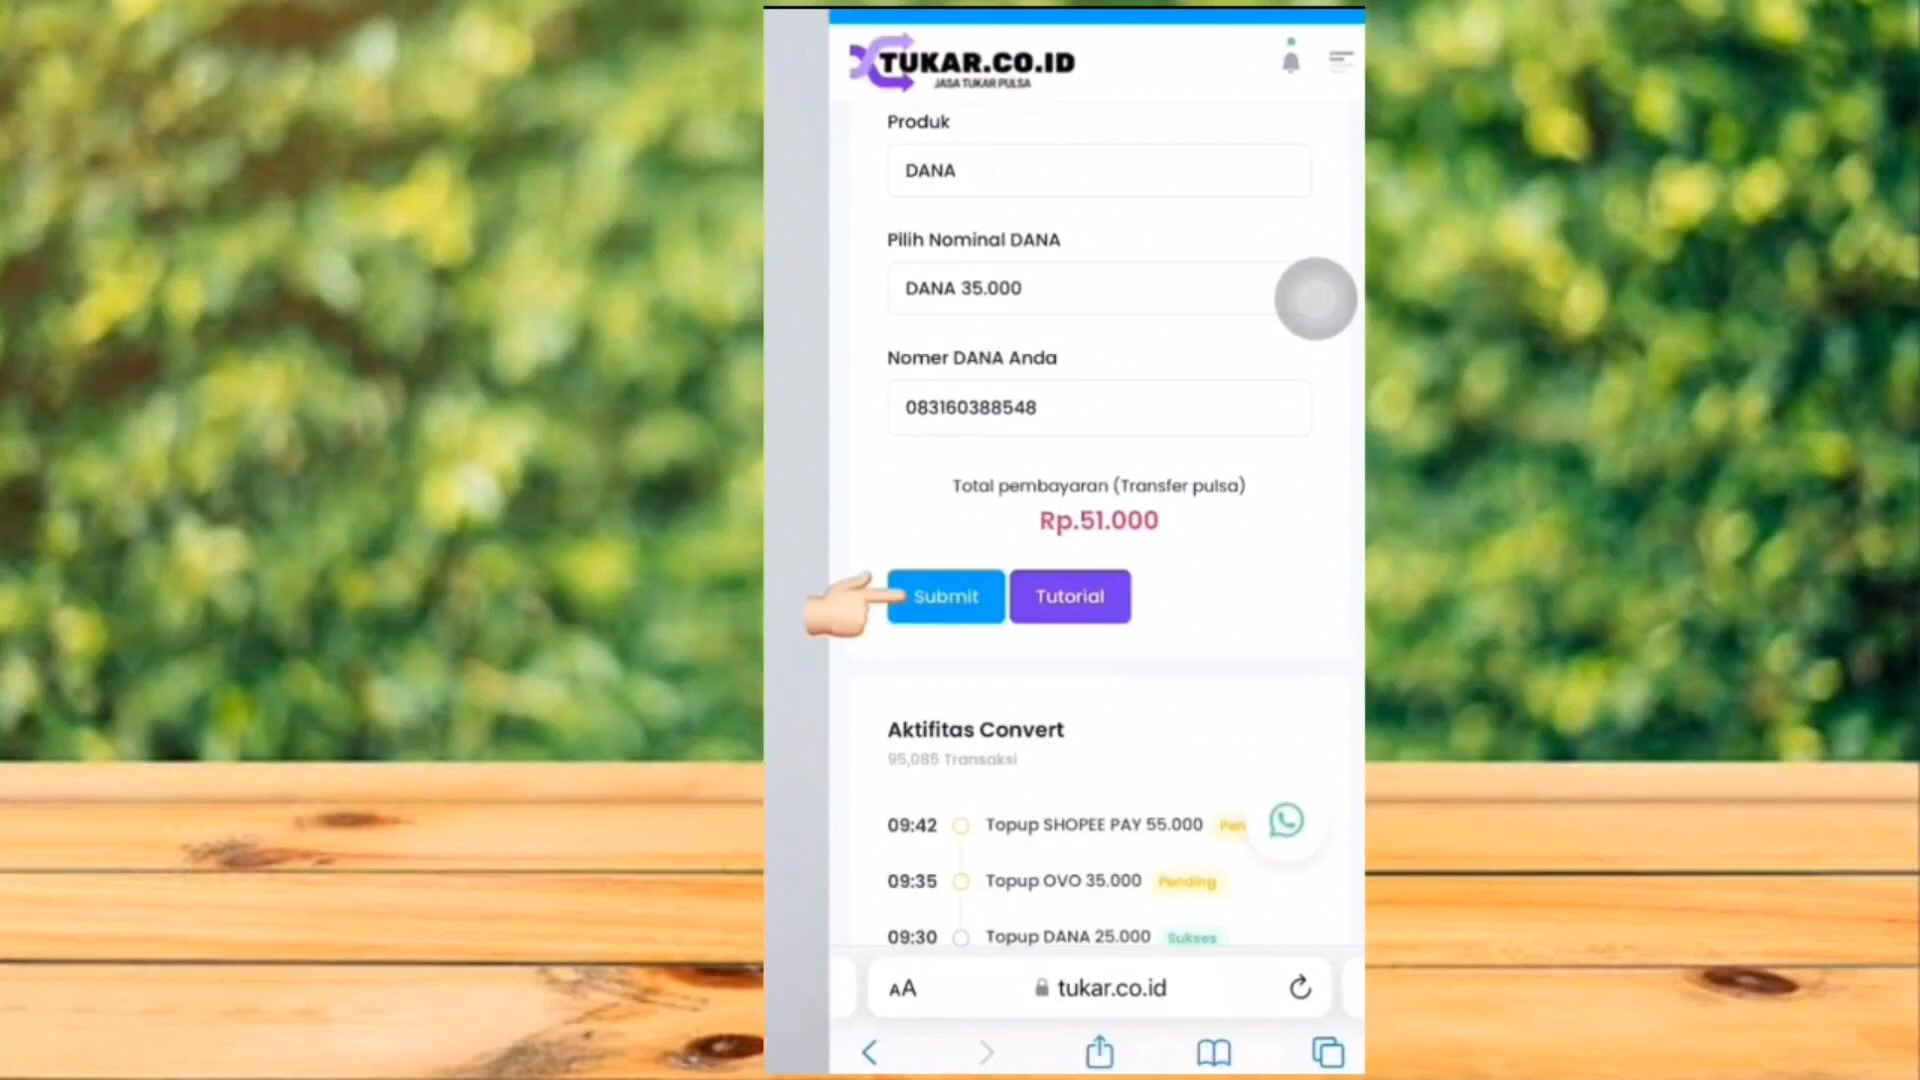 TUKAR.CO.ID
JASA TUKAR PULSA
Produk
DANA
Pilih Nominal DANA
DANA 35.000
Nomer DANA Anda
083160388548
Total pembayaran (Transfer pulsa)
Rp.51.000
Submit Tutorial
Aktifitas Convert
95,085 Transaksi
09:42 Topup SHOPEE PAY 55.000 Pen
09:35 Topup OVO 35.000 Pending
09:30 Topup DANA 25.000 Sukses
AA tukar.co.id